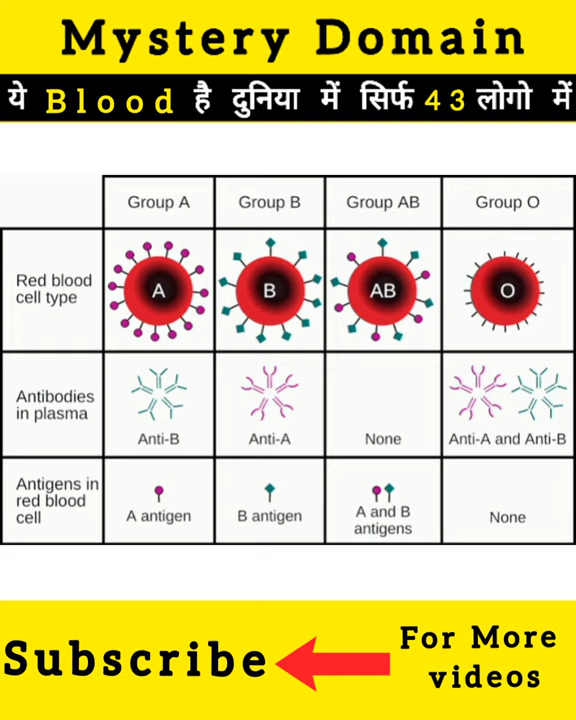 Mystery Domain
ये Blood है दुनिया में सिर्फ 43 लोगो में
Group A Group B Group AB Group O
Red blood
cell type
A B AB O
Antibodies
in plasma
Anti-B Anti-A None Anti-A and Anti-B
Antigens in
red blood
cell
A antigen B antigen A and B
antigens None
Subscribe
For More
videos